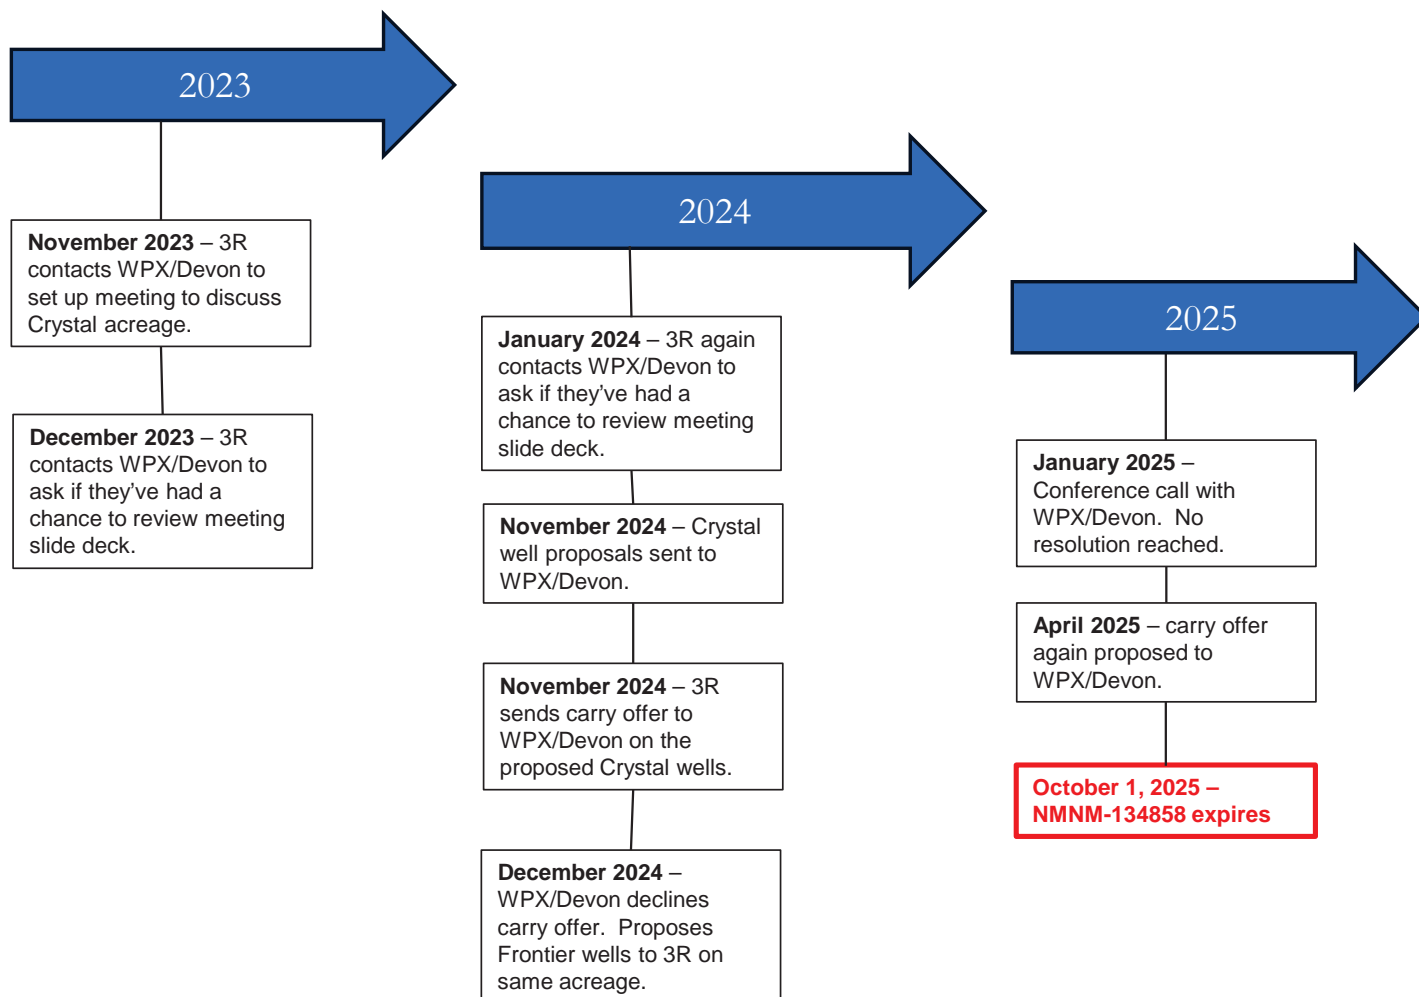 2023
November 2023 – 3R
contacts WPX/Devon to
set up meeting to discuss
Crystal acreage.
December 2023 – 3R
contacts WPX/Devon to
ask if they've had a
chance to review meeting
slide deck.
2024
January 2024 – 3R again
contacts WPX/Devon to
ask if they've had a
chance to review meeting
slide deck.
November 2024 – Crystal
well proposals sent to
WPX/Devon.
November 2024 – 3R
sends carry offer to
WPX/Devon on the
proposed Crystal wells.
December 2024 –
WPX/Devon declines
carry offer.  Proposes
Frontier wells to 3R on
same acreage.
2025
January 2025 –
Conference call with
WPX/Devon.  No
resolution reached.
April 2025 – carry offer
again proposed to
WPX/Devon.
October 1, 2025 –
NMNM-134858 expires